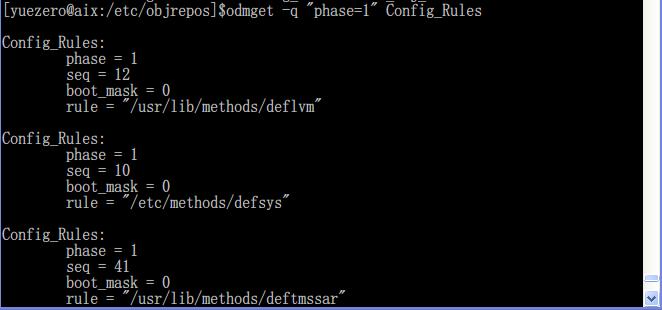 [yuezero@aix:/etc/objrepos]$odmget -q "phase=1" Config_Rules
Config_Rules:
phase = 1
seq = 12
boot_mask = 0
rule = "/usr/lib/methods/deflvm"
Config_Rules:
phase = 1
seq = 10
boot_mask = 0
rule = "/etc/methods/defsys"
Config_Rules:
phase = 1
seq = 41
boot_mask = 0
rule = "/usr/lib/methods/deftmssar"